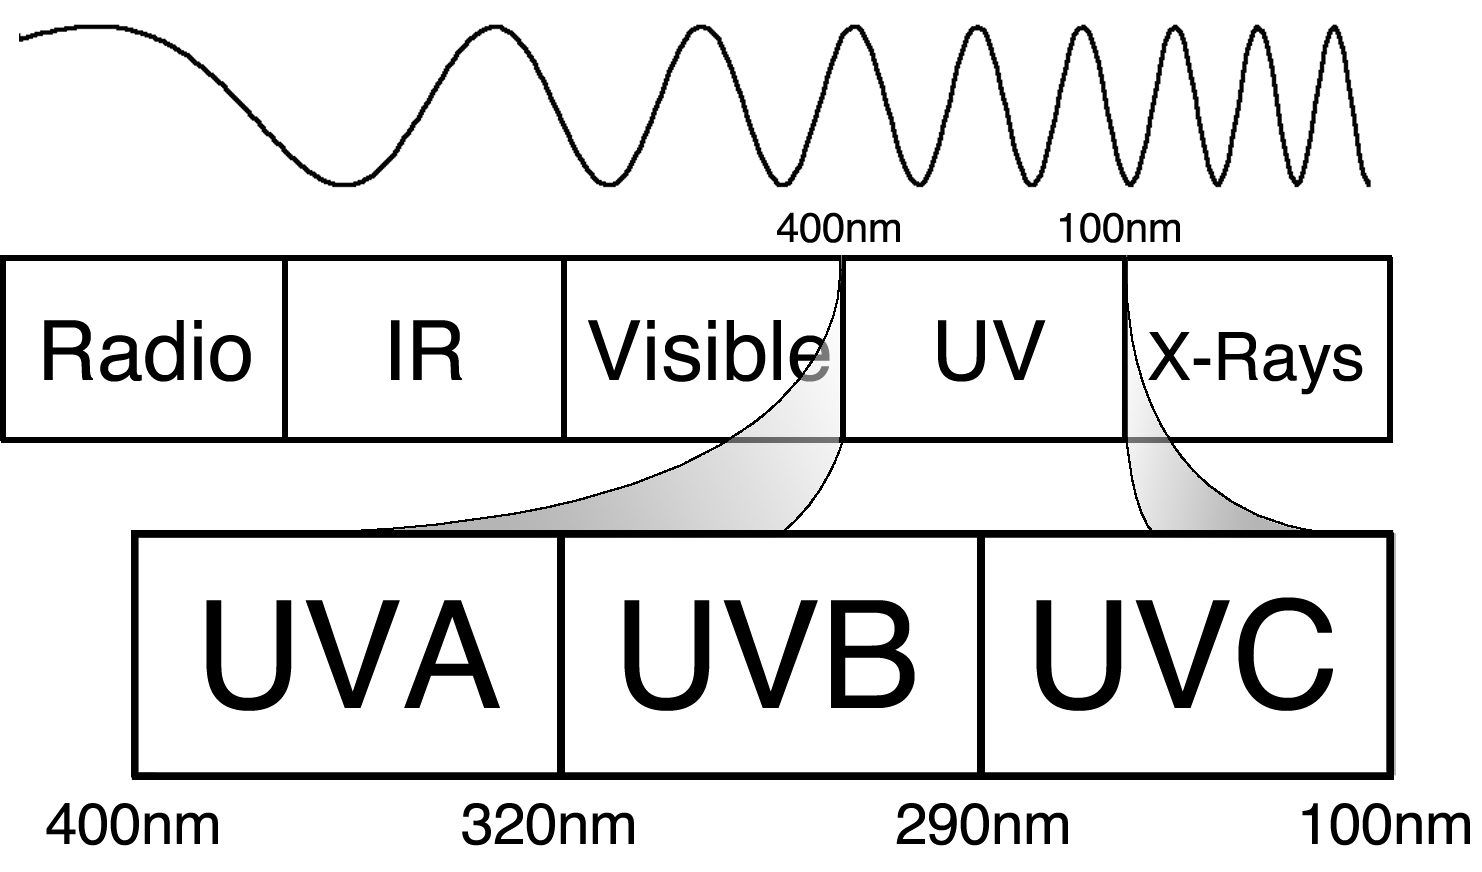 400nm 100nm
Radio IR Visible UV X-Rays
UVA UVB UVC
400nm 320nm 290nm 100nm